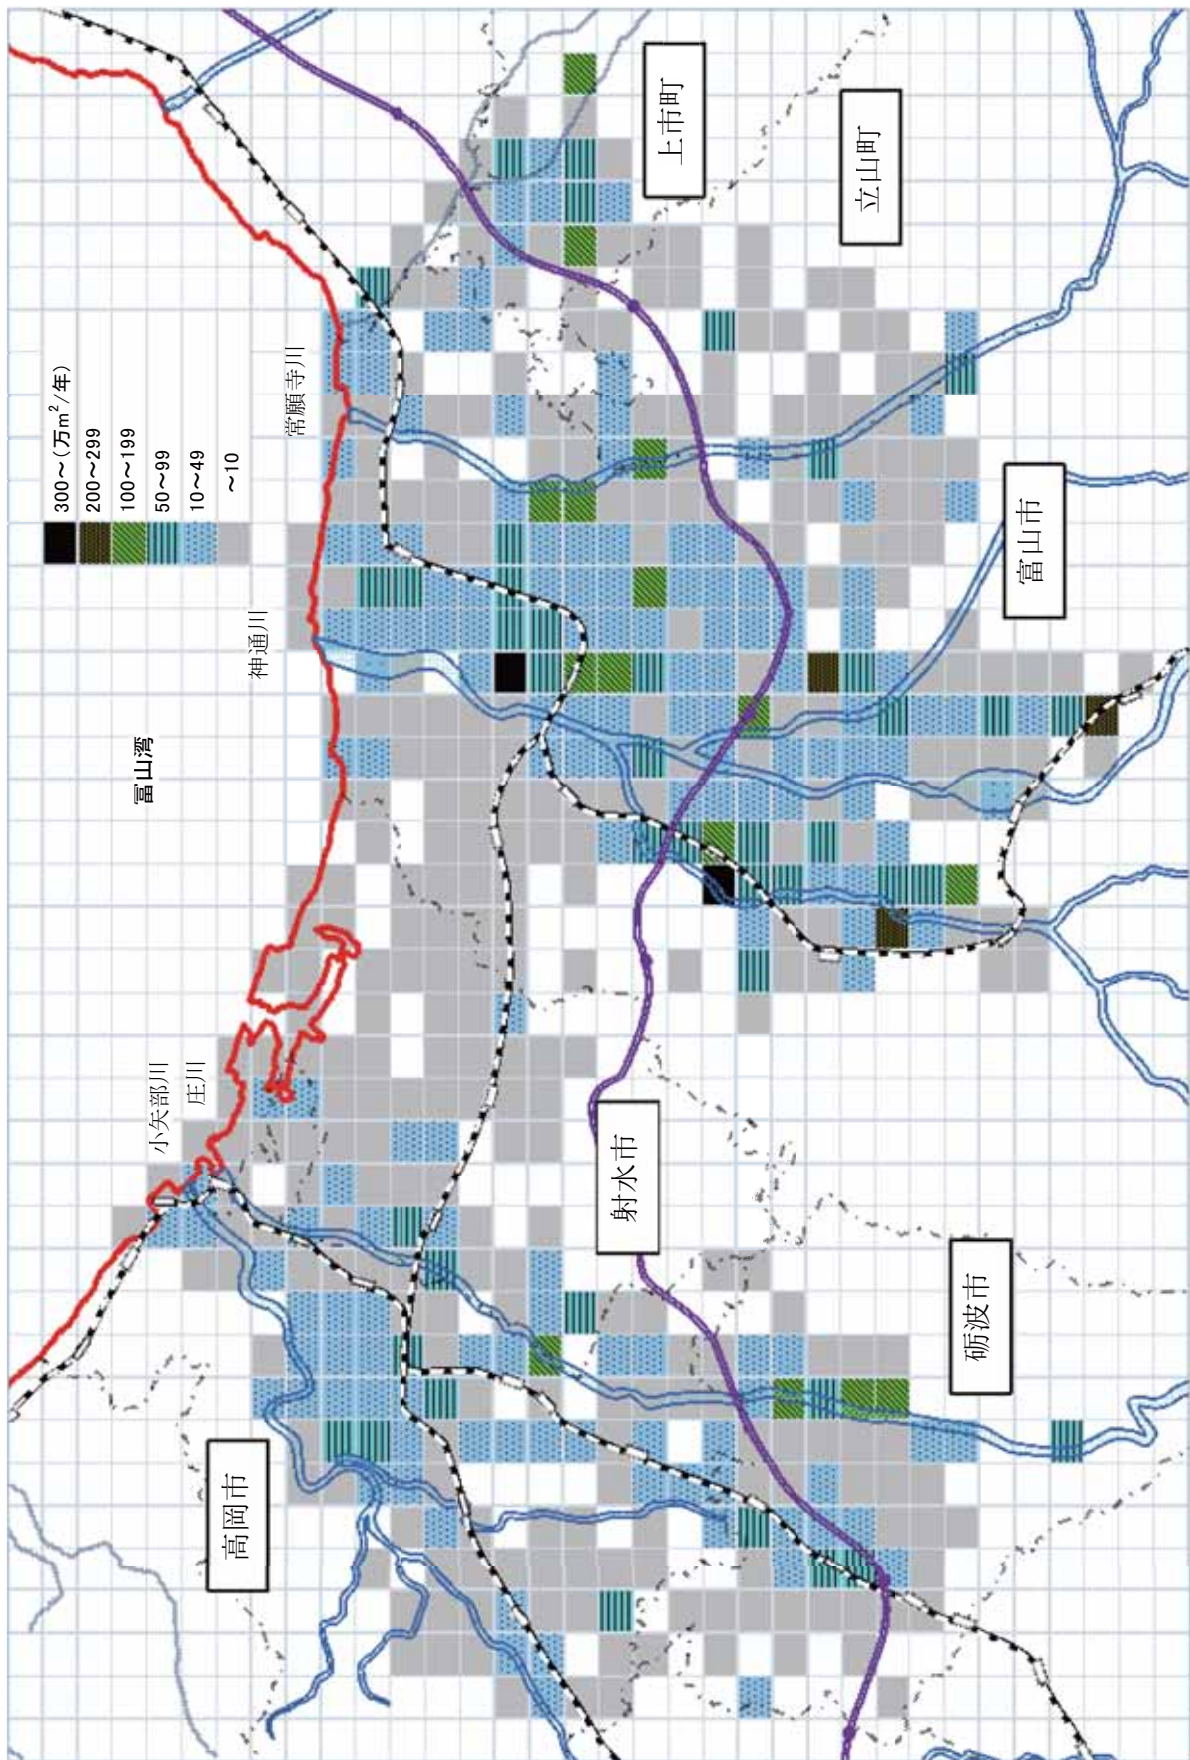 300~(万m²/年)
200~299
100~199
50~99
10~49
~10
富山湾
小矢部川
庄川
神通川
常願寺川
高岡市
射水市
砺波市
富山市
上市町
立山町